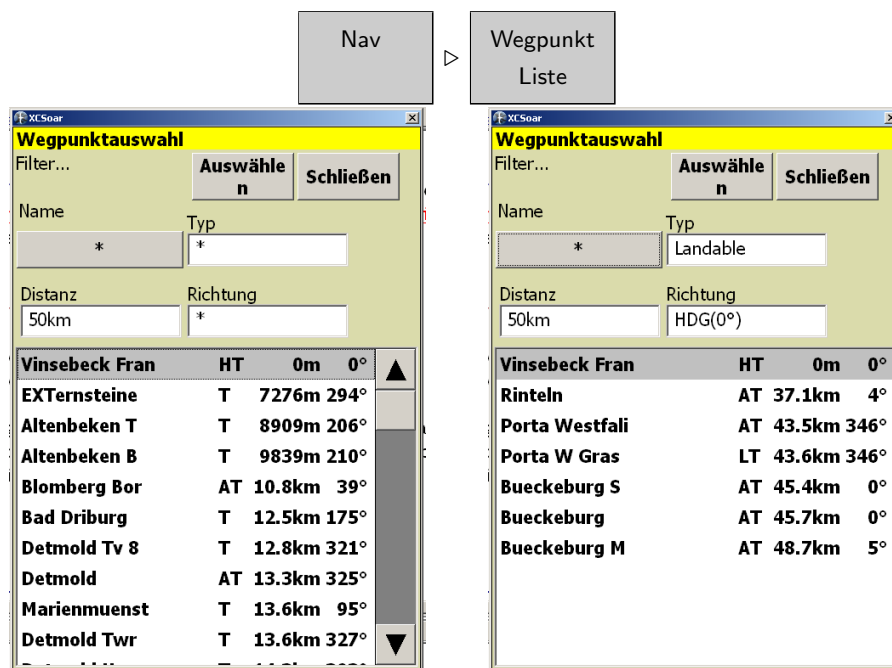 Nav
▷
Wegpunkt
Liste
XCSoar
Wegpunktauswahl
Filter...
Auswähle
n
Schließen
Name
Typ
*
*
Distanz
Richtung
50km
*
Vinsebeck Fran HT 0m 0°
EXTernsteine T 7276m 294°
Altenbeken T T 8909m 206°
Altenbeken B T 9839m 210°
Blomberg Bor AT 10.8km 39°
Bad Driburg T 12.5km 175°
Detmold Tv 8 T 12.8km 321°
Detmold AT 13.3km 325°
Marienmuenst T 13.6km 95°
Detmold Twr T 13.6km 327°
XCSoar
Wegpunktauswahl
Filter...
Auswähle
n
Schließen
Name
Typ
*
Landable
Distanz
Richtung
50km
HDG(0°)
Vinsebeck Fran HT 0m 0°
Rinteln AT 37.1km 4°
Porta Westfali AT 43.5km 346°
Porta W Gras LT 43.6km 346°
Bueckeburg S AT 45.4km 0°
Bueckeburg AT 45.7km 0°
Bueckeburg M AT 48.7km 5°